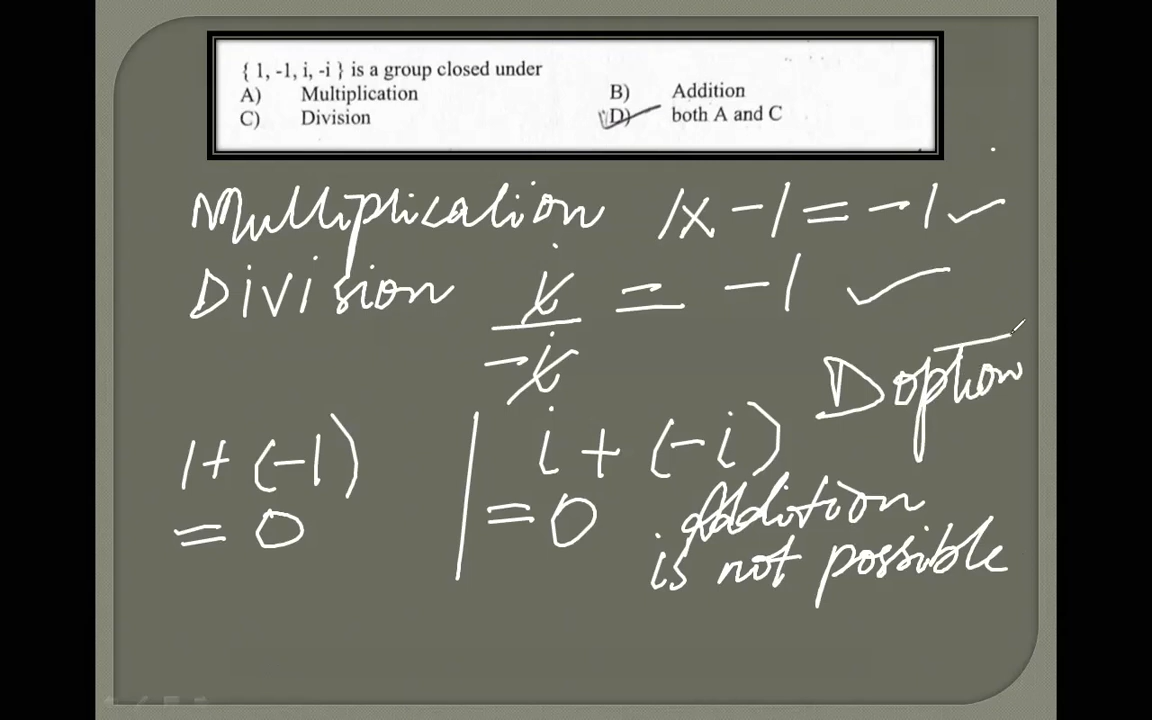 { 1, -1, i, -i } is a group closed under
A) Multiplication B) Addition
C) Division D) both A and C
Multiplication 1x -1 = -1 ✓
Division i/-i = -1 ✓
D option
1+ (-1) | i + (-i)
= 0 | = 0
Addition
is not possible